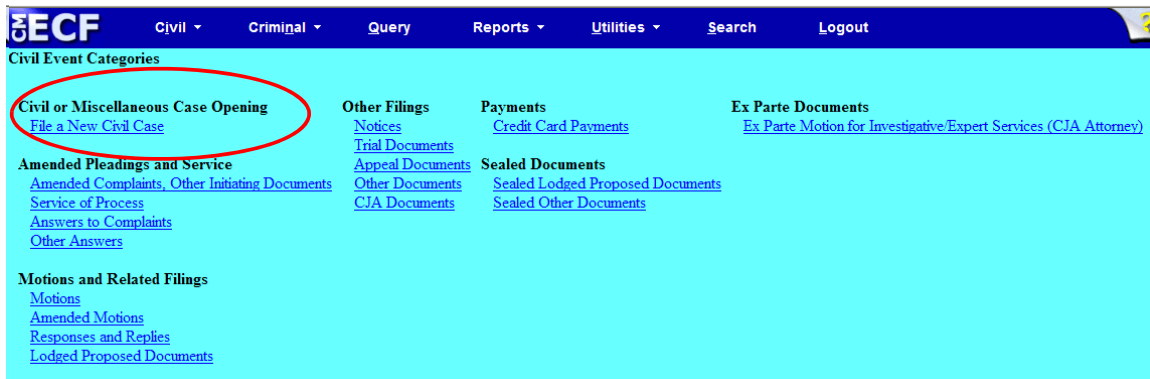 CM ECF Civil Criminal Query Reports Utilities Search Logout ?
Civil Event Categories
Civil or Miscellaneous Case Opening
File a New Civil Case
Amended Pleadings and Service
Amended Complaints, Other Initiating Documents
Service of Process
Answers to Complaints
Other Answers
Motions and Related Filings
Motions
Amended Motions
Responses and Replies
Lodged Proposed Documents
Other Filings
Notices
Trial Documents
Appeal Documents
Other Documents
CJA Documents
Payments
Credit Card Payments
Sealed Documents
Sealed Lodged Proposed Documents
Sealed Other Documents
Ex Parte Documents
Ex Parte Motion for Investigative/Expert Services (CJA Attorney)